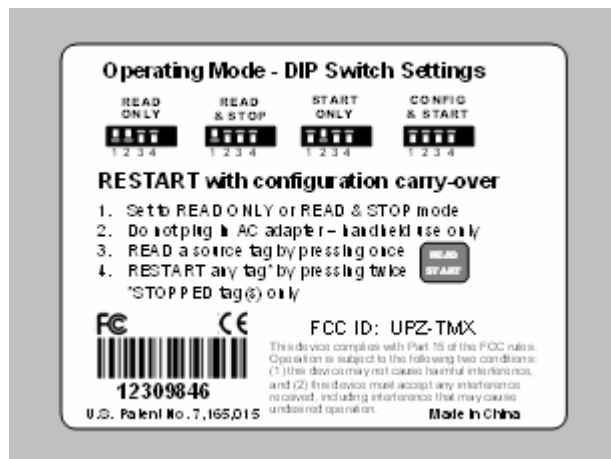 Operating Mode - DIP Switch Settings
READ ONLY
READ & STOP
START ONLY
CONFIG & START
1 2 3 4
1 2 3 4
1 2 3 4
1 2 3 4
RESTART with configuration carry-over
1. Set to READ ONLY or READ & STOP mode
2. Do not plug in AC adapter – handheld use only
3. READ a source tag by pressing once
4. RESTART any tag* by pressing twice
*STOPPED tag(s) only
READ
START
FC CE
FCC ID: UPZ-TMX
This device complies with Part 15 of the FCC rules.
Operation is subject to the following two conditions:
(1) this device may not cause harmful interference,
and (2) this device must accept any interference
received, including interference that may cause
undesired operation.
12309846
U.S. Patent No. 7,165,015
Made in China